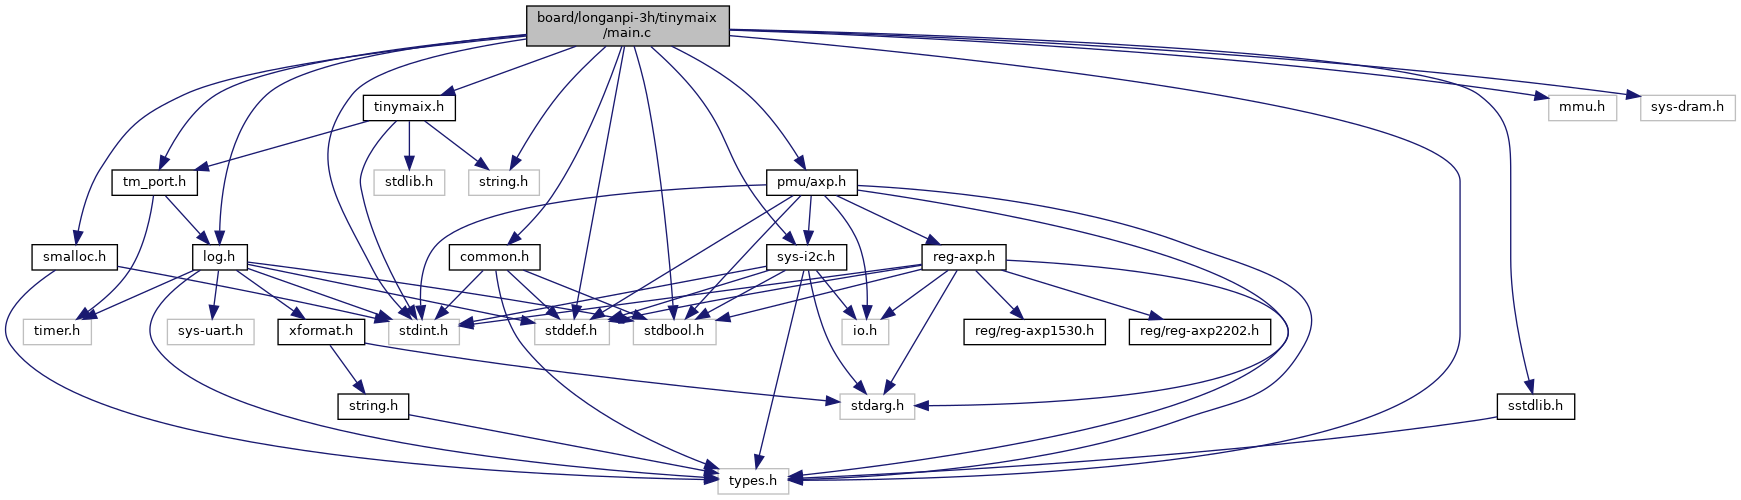 board/longanpi-3h/tinymaix
/main.c
tinymaix.h
mmu.h
sys-dram.h
tm_port.h
stdlib.h
string.h
pmu/axp.h
smalloc.h
log.h
common.h
sys-i2c.h
reg-axp.h
timer.h
sys-uart.h
xformat.h
stdint.h
stddef.h
stdbool.h
io.h
reg/reg-axp1530.h
reg/reg-axp2202.h
string.h
stdarg.h
sstdlib.h
types.h